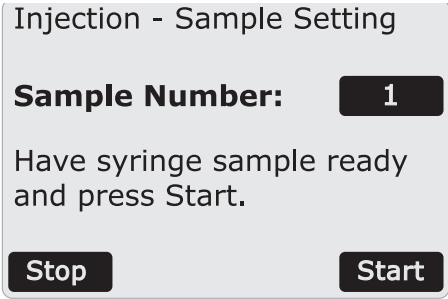 Injection - Sample Setting
Sample Number: 1
Have syringe sample ready
and press Start.
Stop Start